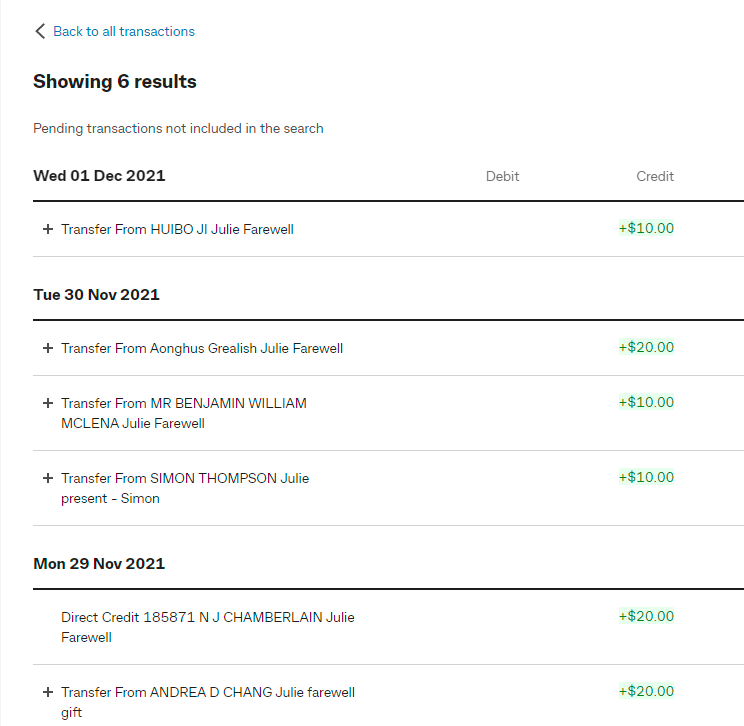 Back to all transactions
Showing 6 results
Pending transactions not included in the search
Wed 01 Dec 2021 Debit Credit
+ Transfer From HUIBO JI Julie Farewell +$10.00
Tue 30 Nov 2021
+ Transfer From Aonghus Grealish Julie Farewell +$20.00
+ Transfer From MR BENJAMIN WILLIAM +$10.00
MCLENA Julie Farewell
+ Transfer From SIMON THOMPSON Julie +$10.00
present - Simon
Mon 29 Nov 2021
Direct Credit 185871 N J CHAMBERLAIN Julie +$20.00
Farewell
+ Transfer From ANDREA D CHANG Julie farewell +$20.00
gift